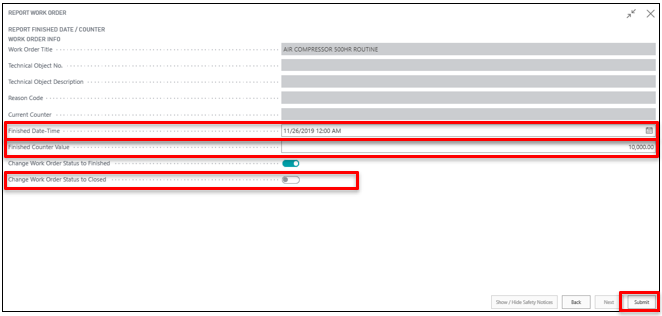 REPORT WORK ORDER
REPORT FINISHED DATE / COUNTER
WORK ORDER INFO
Work Order Title AIR COMPRESSOR 500HR ROUTINE
Technical Object No.
Technical Object Description
Reason Code
Current Counter
Finished Date-Time 11/26/2019 12:00 AM
Finished Counter Value 10,000.00
Change Work Order Status to Finished
Change Work Order Status to Closed
Show / Hide Safety Notices Back Next Submit